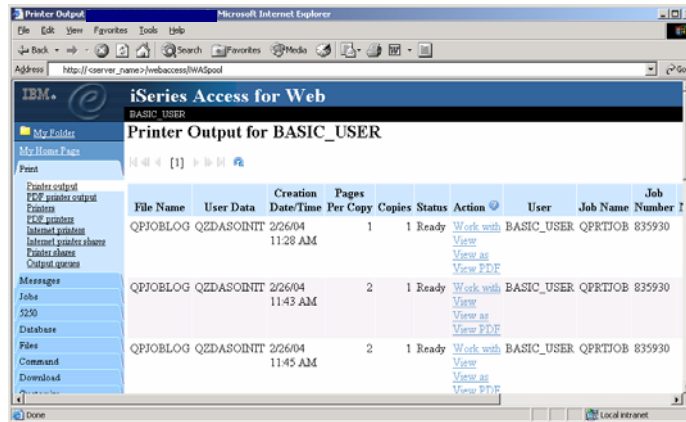 Printer Output Microsoft Internet Explorer
File Edit View Favorites Tools Help
Back Search Favorites Media
Address http://<server_name>/webaccess/iWASpool Go
IBM. e iSeries Access for Web
BASIC_USER
My Folder
My Home Page
Print
Printer output
PDF printer output
Printers
PDF printers
Internet printers
Internet printer shares
Printer shares
Output queues
Messages
Jobs
5250
Database
Files
Command
Download
Customize
Printer Output for BASIC_USER
[1]
File Name User Data Creation Date/Time Pages Per Copy Copies Status Action User Job Name Job Number
QPJOBLOG QZDASOINIT 2/26/04 1 1 Ready Work with BASIC_USER QPRTJOB 835930
11:28 AM View
View as
View PDF
QPJOBLOG QZDASOINIT 2/26/04 2 1 Ready Work with BASIC_USER QPRTJOB 835930
11:43 AM View
View as
View PDF
QPJOBLOG QZDASOINIT 2/26/04 2 1 Ready Work with BASIC_USER QPRTJOB 835930
11:45 AM View
View as
View PDF
Done Local intranet